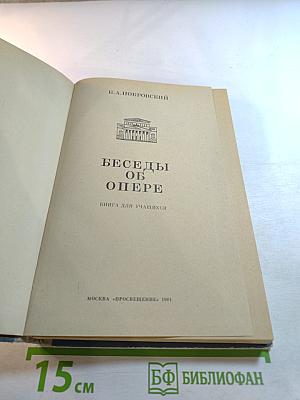 Б.А.ПОКРОВСКИЙ
БЕСЕДЫ
ОБ
ОПЕРЕ
КНИГА ДЛЯ УЧАЩИХСЯ
МОСКВА «ПРОСВЕЩЕНИЕ» 1981
15 см
БФ БИБЛИОФАН